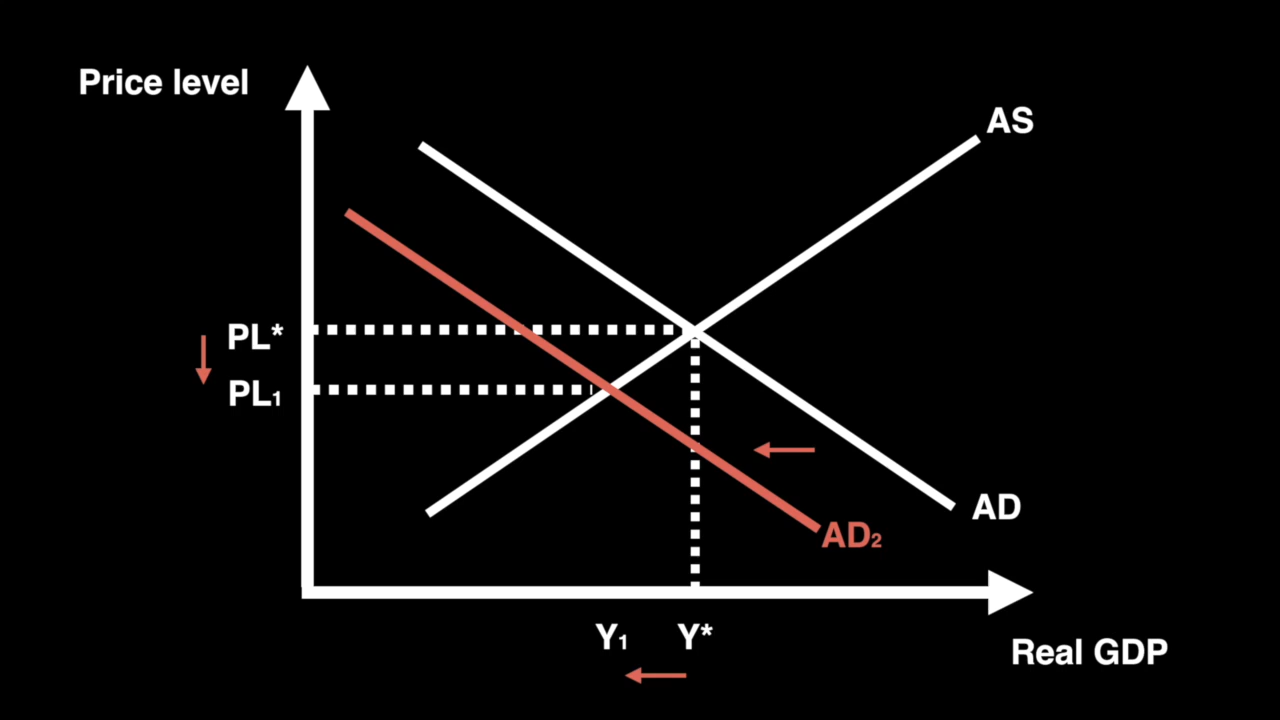 Price level
AS
PL*
PL₁
AD
AD₂
Y₁ Y*
Real GDP